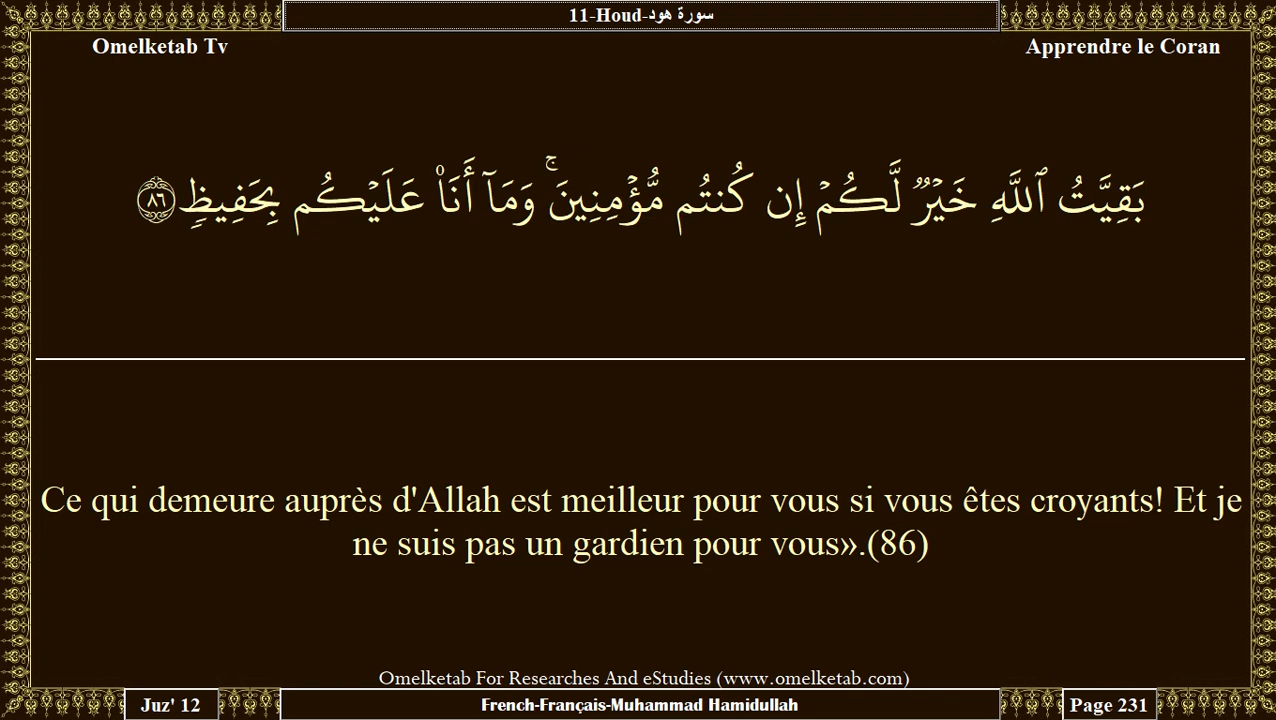 11-Houd-سورة هود
Omelketab Tv
Apprendre le Coran
بَقِيَّتُ ٱللَّهِ خَيْرٌ لَّكُمْ إِن كُنتُم مُّؤْمِنِينَ ۚ وَمَآ أَنَا۠ عَلَيْكُم بِحَفِيظٍ ٨٦
Ce qui demeure auprès d'Allah est meilleur pour vous si vous êtes croyants! Et je
ne suis pas un gardien pour vous».(86)
Omelketab For Researches And eStudies (www.omelketab.com)
Juz' 12
French-Français-Muhammad Hamidullah
Page 231